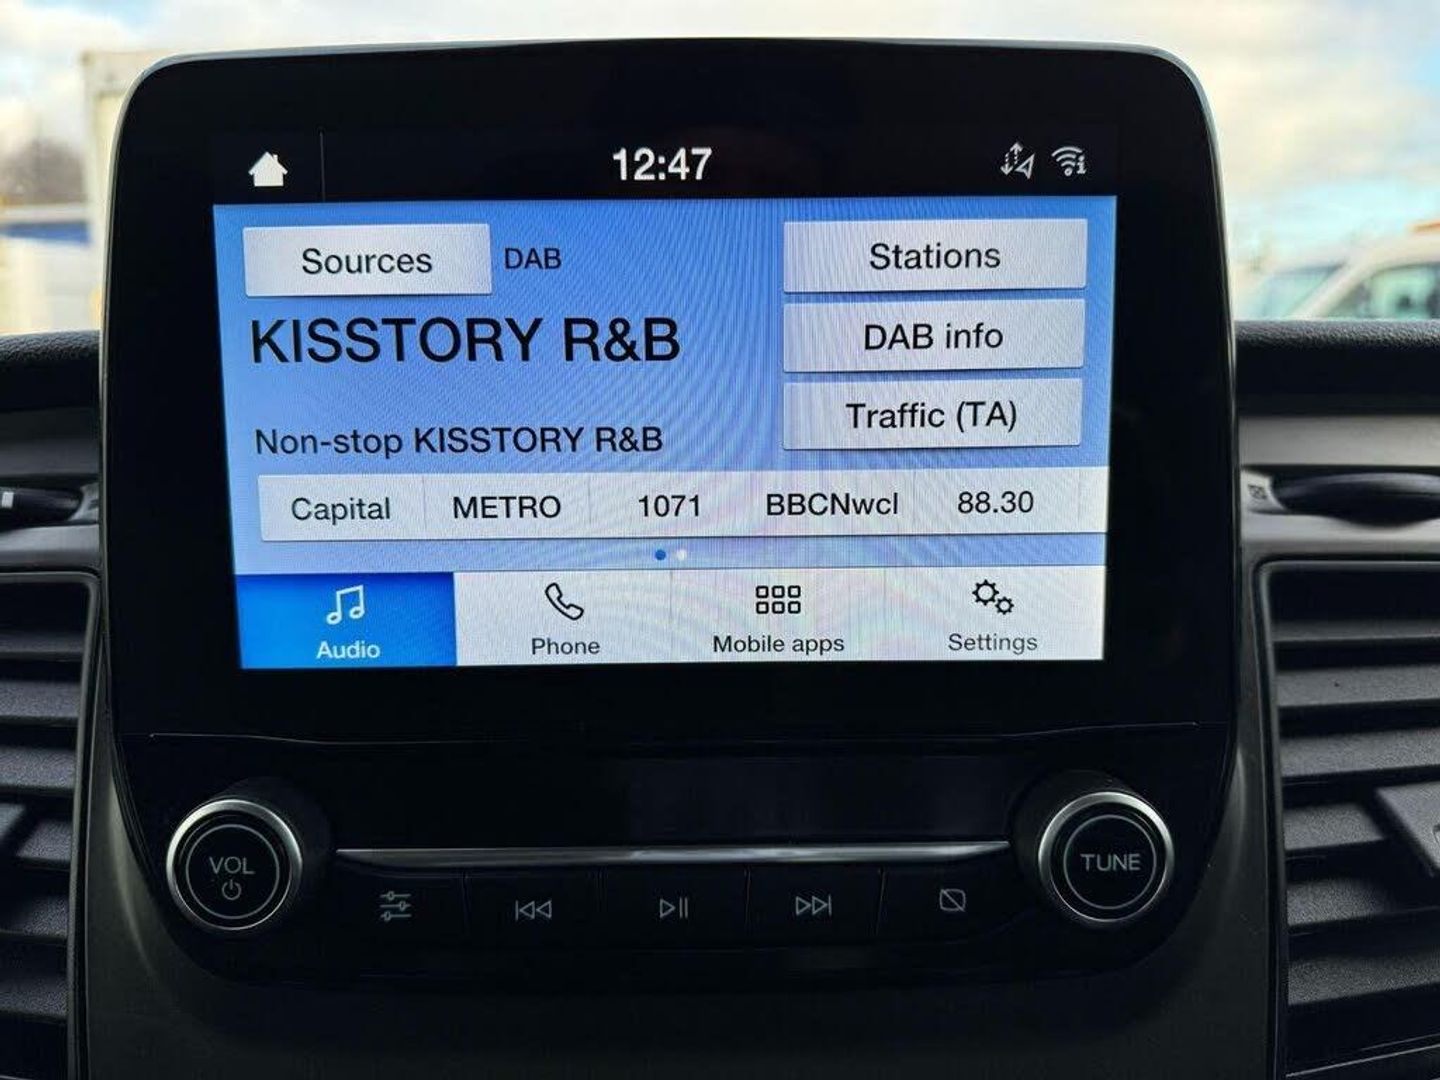 12:47
Sources DAB Stations
KISSTORY R&B
DAB info
Traffic (TA)
Non-stop KISSTORY R&B
Capital METRO 1071 BBCNwcl 88.30
Audio Phone Mobile apps Settings
VOL
TUNE